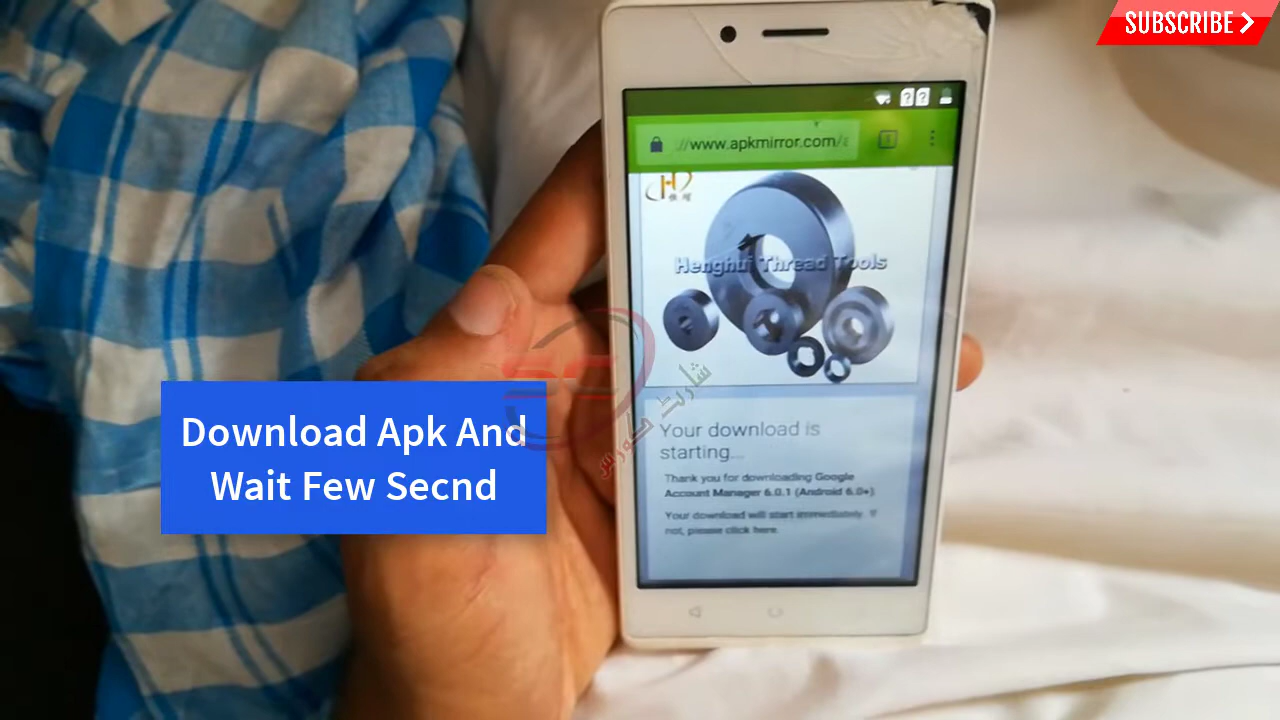 SUBSCRIBE
://www.apkmirror.com/
Henghui Thread Tools
Your download is
starting...
Thank you for downloading Google
Account Manager 6.0.1 (Android 6.0+)
Your download will start immediately. If
not, please click here.
Download Apk And
Wait Few Secnd
شارٹ کورس